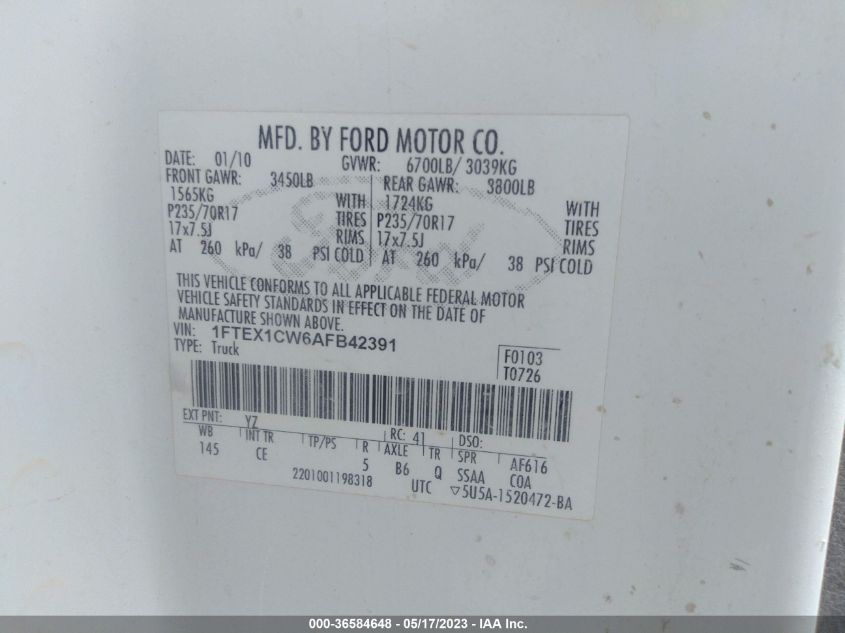 MFD. BY FORD MOTOR CO.
DATE: 01/10 GVWR: 6700LB/ 3039KG
FRONT GAWR: 3450LB REAR GAWR: 3800LB
1565KG WITH 1724KG WITH
P235/70R17 TIRES P235/70R17 TIRES
17x7.5J RIMS 17x7.5J RIMS
AT 260 kPa/ 38 PSI COLD AT 260 kPa/ 38 PSI COLD
THIS VEHICLE CONFORMS TO ALL APPLICABLE FEDERAL MOTOR
VEHICLE SAFETY STANDARDS IN EFFECT ON THE DATE OF
MANUFACTURE SHOWN ABOVE.
VIN: 1FTEX1CW6AFB42391
TYPE: Truck
F0103
T0726
EXT PNT: YZ RC: 41 DSO:
WB INT TR TP/PS R AXLE TR SPR AF616
145 CE 5 B6 Q SSAA COA
2201001198318 UTC ▽5U5A-1520472-BA
000-36584648 - 05/17/2023 - IAAI Inc.